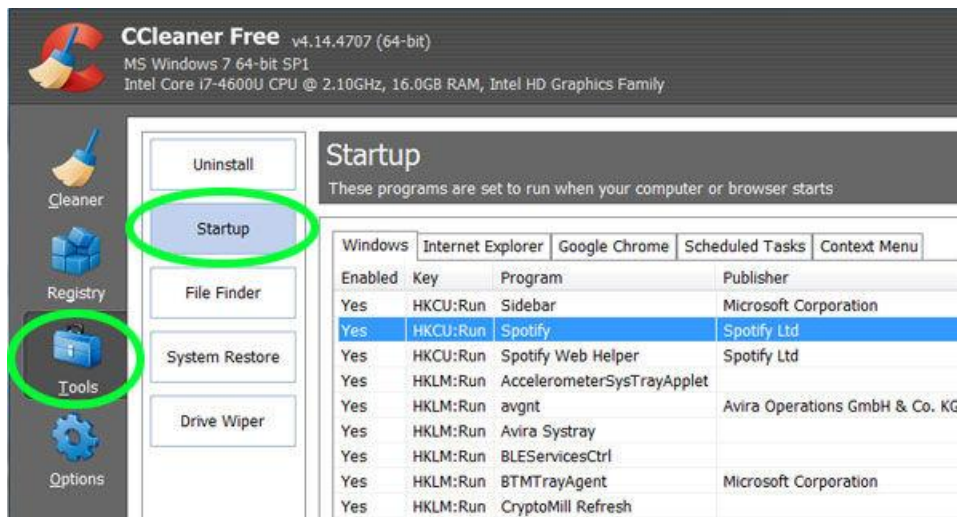 CCleaner Free v4.14.4707 (64-bit)
MS Windows 7 64-bit SP1
Intel Core i7-4600U CPU @ 2.10GHz, 16.0GB RAM, Intel HD Graphics Family
Cleaner
Registry
Tools
Options
Uninstall
Startup
File Finder
System Restore
Drive Wiper
Startup
These programs are set to run when your computer or browser starts
Windows Internet Explorer Google Chrome Scheduled Tasks Context Menu
Enabled Key Program Publisher
Yes HKCU:Run Sidebar Microsoft Corporation
Yes HKCU:Run Spotify Spotify Ltd
Yes HKCU:Run Spotify Web Helper Spotify Ltd
Yes HKLM:Run AccelerometerSysTrayApplet
Yes HKLM:Run avgnt Avira Operations GmbH & Co. KG
Yes HKLM:Run Avira Systray
Yes HKLM:Run BLEServicesCtrl
Yes HKLM:Run BTMTrayAgent Microsoft Corporation
Yes HKLM:Run CryptoMill Refresh